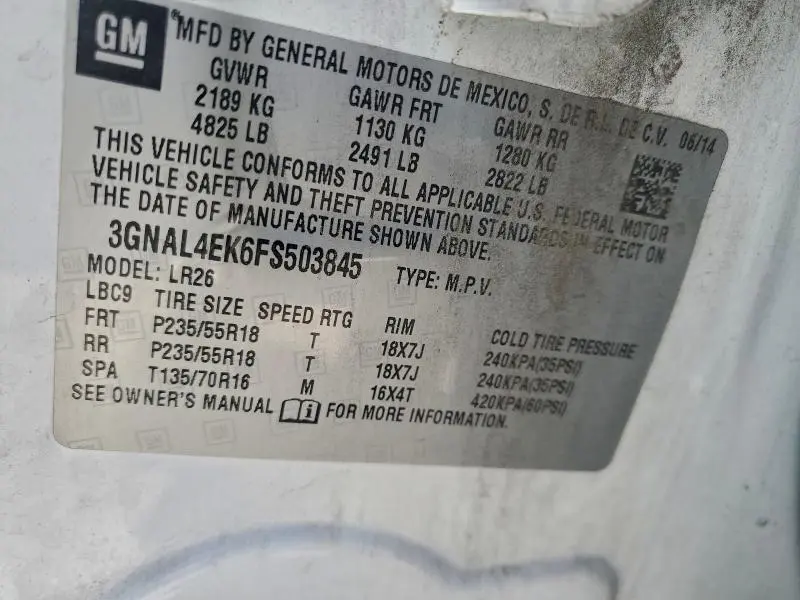 GM
MFD BY GENERAL MOTORS DE MEXICO, S. DE R.L. DE C.V. 06/14
GVWR GAWR FRT GAWR RR
2189 KG 1130 KG 1280 KG
4825 LB 2491 LB 2822 LB
THIS VEHICLE CONFORMS TO ALL APPLICABLE U.S. FEDERAL MOTOR
VEHICLE SAFETY AND THEFT PREVENTION STANDARDS IN EFFECT ON
THE DATE OF MANUFACTURE SHOWN ABOVE.
3GNAL4EK6FS503845 TYPE: M.P.V.
MODEL: LR26
LBC9 TIRE SIZE SPEED RTG RIM COLD TIRE PRESSURE
FRT P235/55R18 T 18X7J 240KPA(35PSI)
RR P235/55R18 T 18X7J 240KPA(35PSI)
SPA T135/70R16 M 16X4T 420KPA(60PSI)
SEE OWNER'S MANUAL FOR MORE INFORMATION.